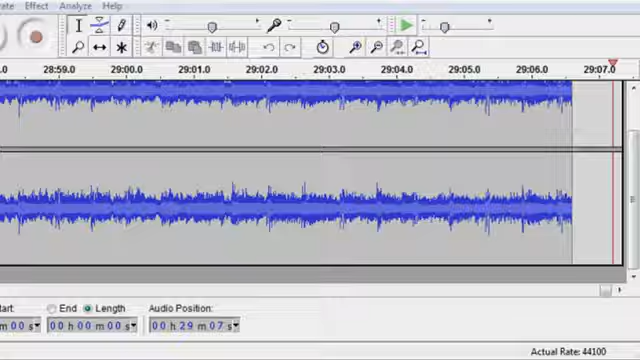 rate Effect Analyze Help
.0 28:59.0 29:00.0 29:01.0 29:02.0 29:03.0 29:04.0 29:05.0 29:06.0 29:07.0
tart: End Length Audio Position:
m 00 s 00 h 00 m 00 s 00 h 29 m 07 s
Actual Rate: 44100